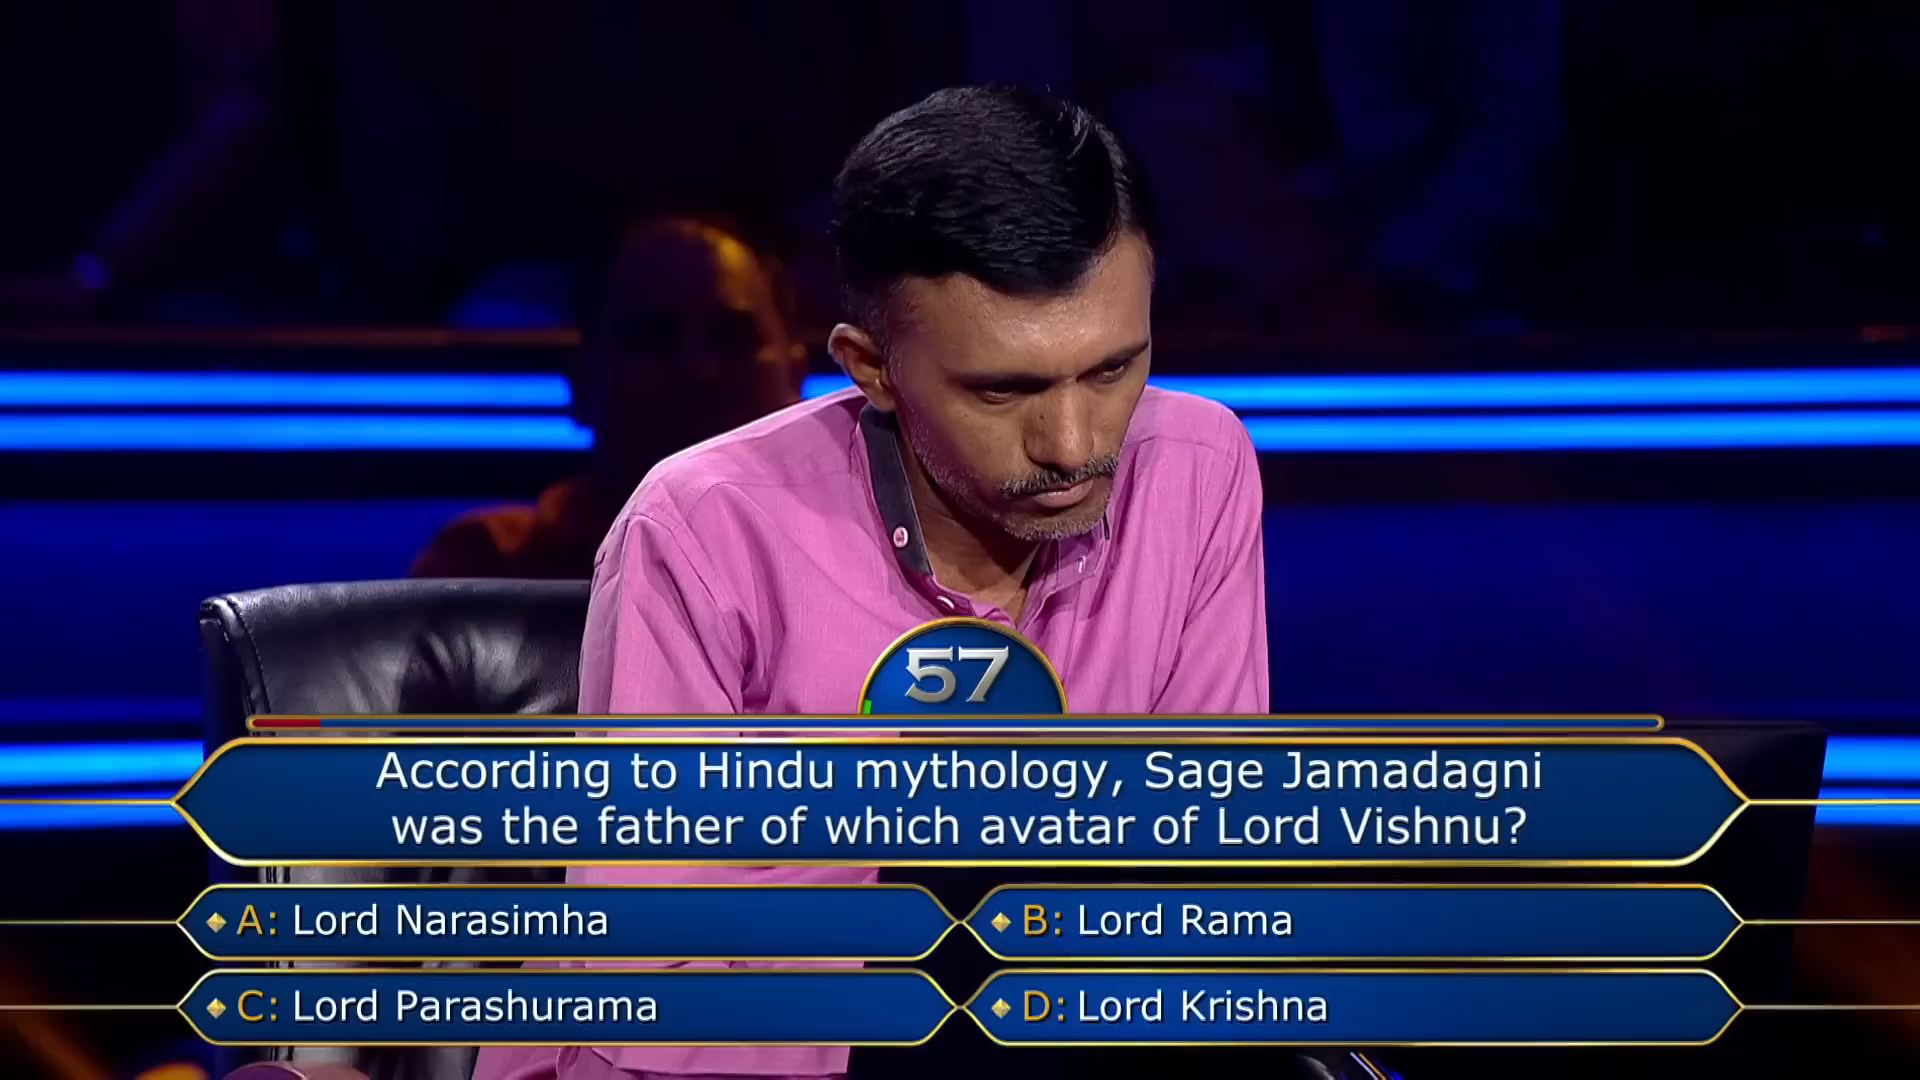 57
According to Hindu mythology, Sage Jamadagni
was the father of which avatar of Lord Vishnu?
A: Lord Narasimha
B: Lord Rama
C: Lord Parashurama
D: Lord Krishna